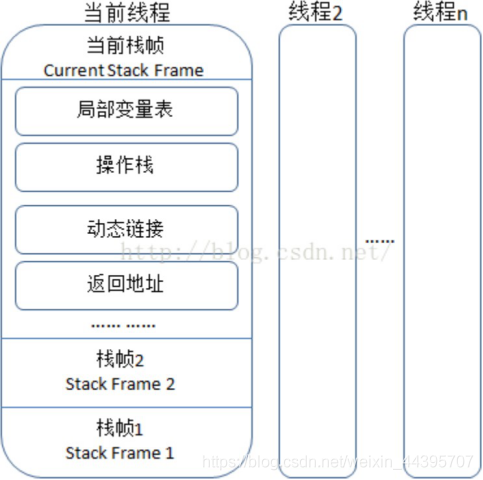 当前线程
线程2
线程n
当前栈帧
Current Stack Frame
局部变量表
操作栈
动态链接
http://blog.csdn.net/
......
返回地址
...... ......
栈帧2
Stack Frame 2
栈帧1
Stack Frame 1
https://blog.csdn.net/weixin_44395707